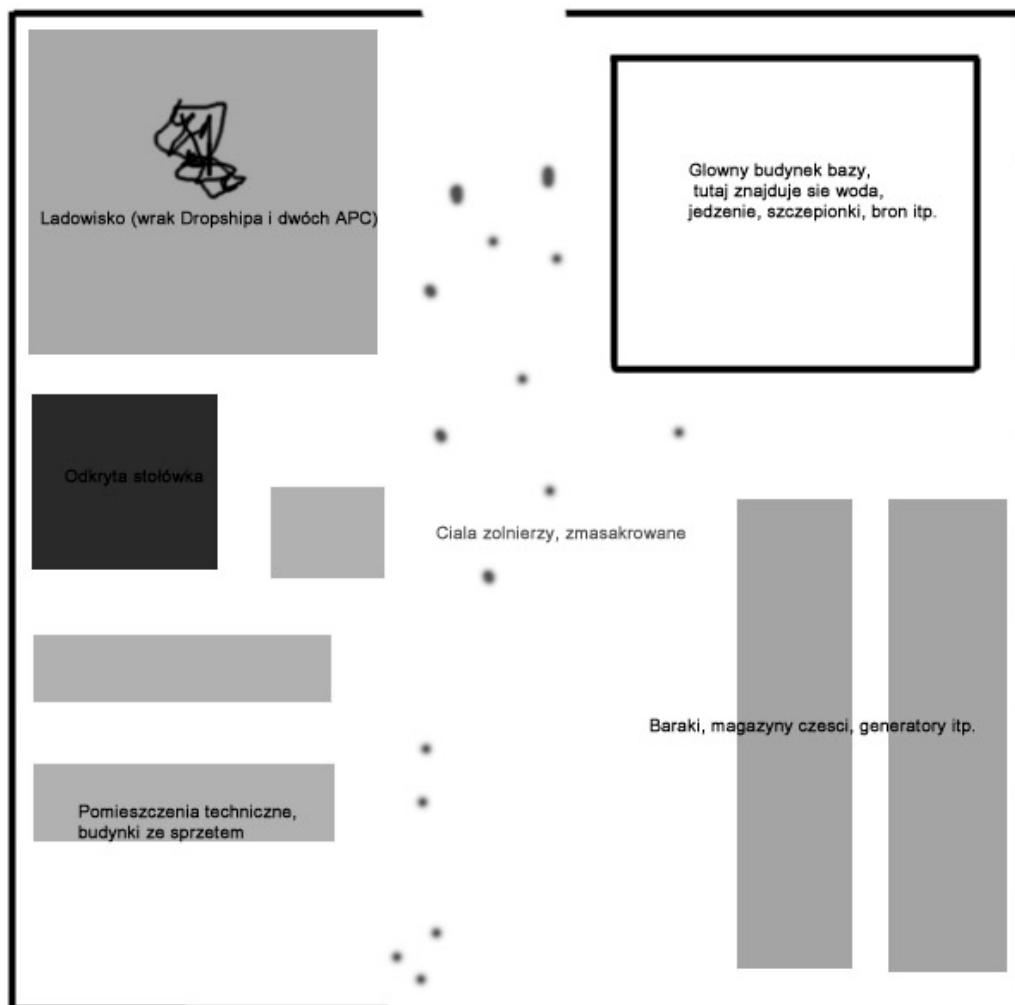 Glowny budynek bazy,
tutaj znajduje sie woda,
jedzenie, szczepionki, bron itp.
Ladowisko (wrak Dropshipa i dwóch APC)
Odkryta stołówka
Ciala zolnierzy, zmasakrowane
Baraki, magazyny czesci, generatory itp.
Pomieszczenia techniczne,
budynki ze sprzetem